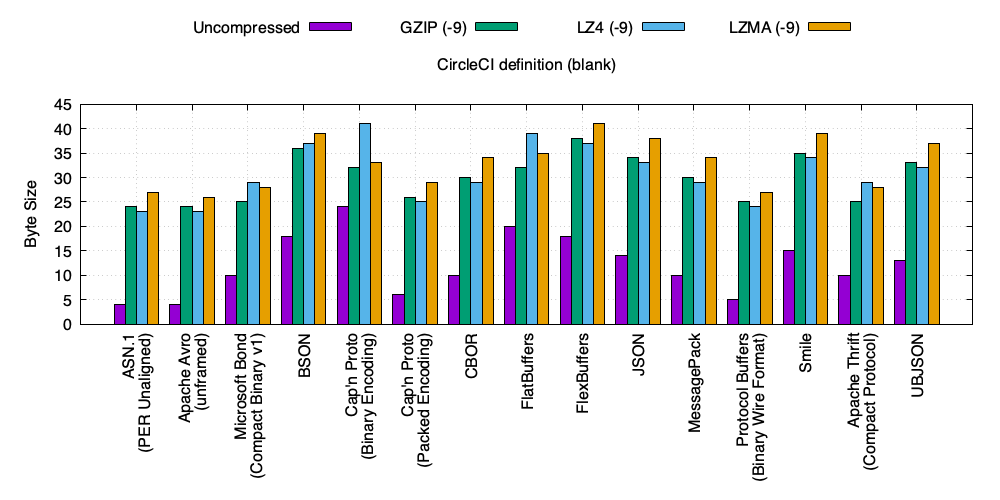 Uncompressed GZIP (-9) LZ4 (-9) LZMA (-9)
CircleCI definition (blank)
Byte Size
45
40
35
30
25
20
15
10
5
0
ASN.1
(PER Unaligned)
Apache Avro
(unframed)
Microsoft Bond
(Compact Binary v1)
BSON
Cap'n Proto
(Binary Encoding)
Cap'n Proto
(Packed Encoding)
CBOR
FlatBuffers
FlexBuffers
JSON
MessagePack
Protocol Buffers
(Binary Wire Format)
Smile
Apache Thrift
(Compact Protocol)
UBJSON